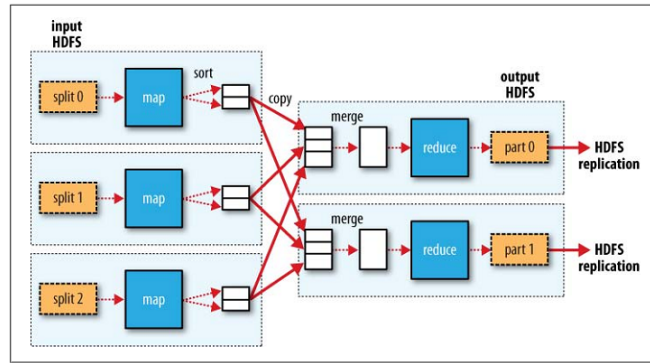 input
HDFS
split 0
map
sort
copy
split 1
map
split 2
map
output
HDFS
merge
reduce
part 0
HDFS
replication
merge
reduce
part 1
HDFS
replication